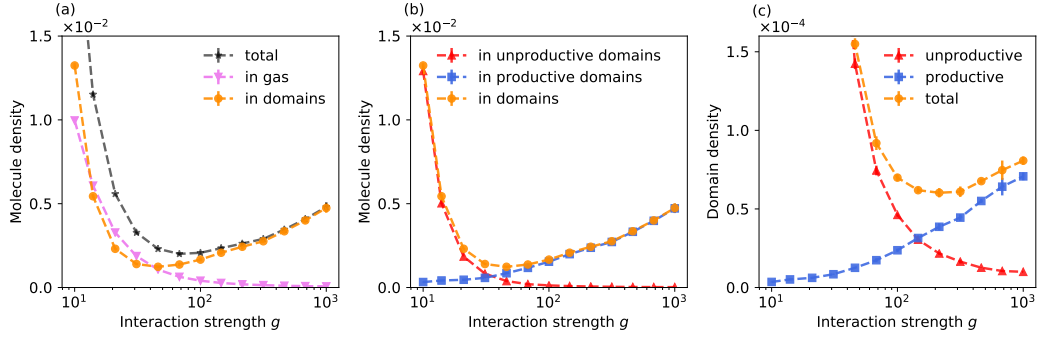 (a)
×10⁻²
1.5
1.0
0.5
0.0
Molecule density
total
in gas
in domains
10¹
10²
10³
Interaction strength g
(b)
×10⁻²
1.5
1.0
0.5
0.0
Molecule density
in unproductive domains
in productive domains
in domains
10¹
10²
10³
Interaction strength g
(c)
×10⁻⁴
1.5
1.0
0.5
0.0
Domain density
unproductive
productive
total
10¹
10²
10³
Interaction strength g